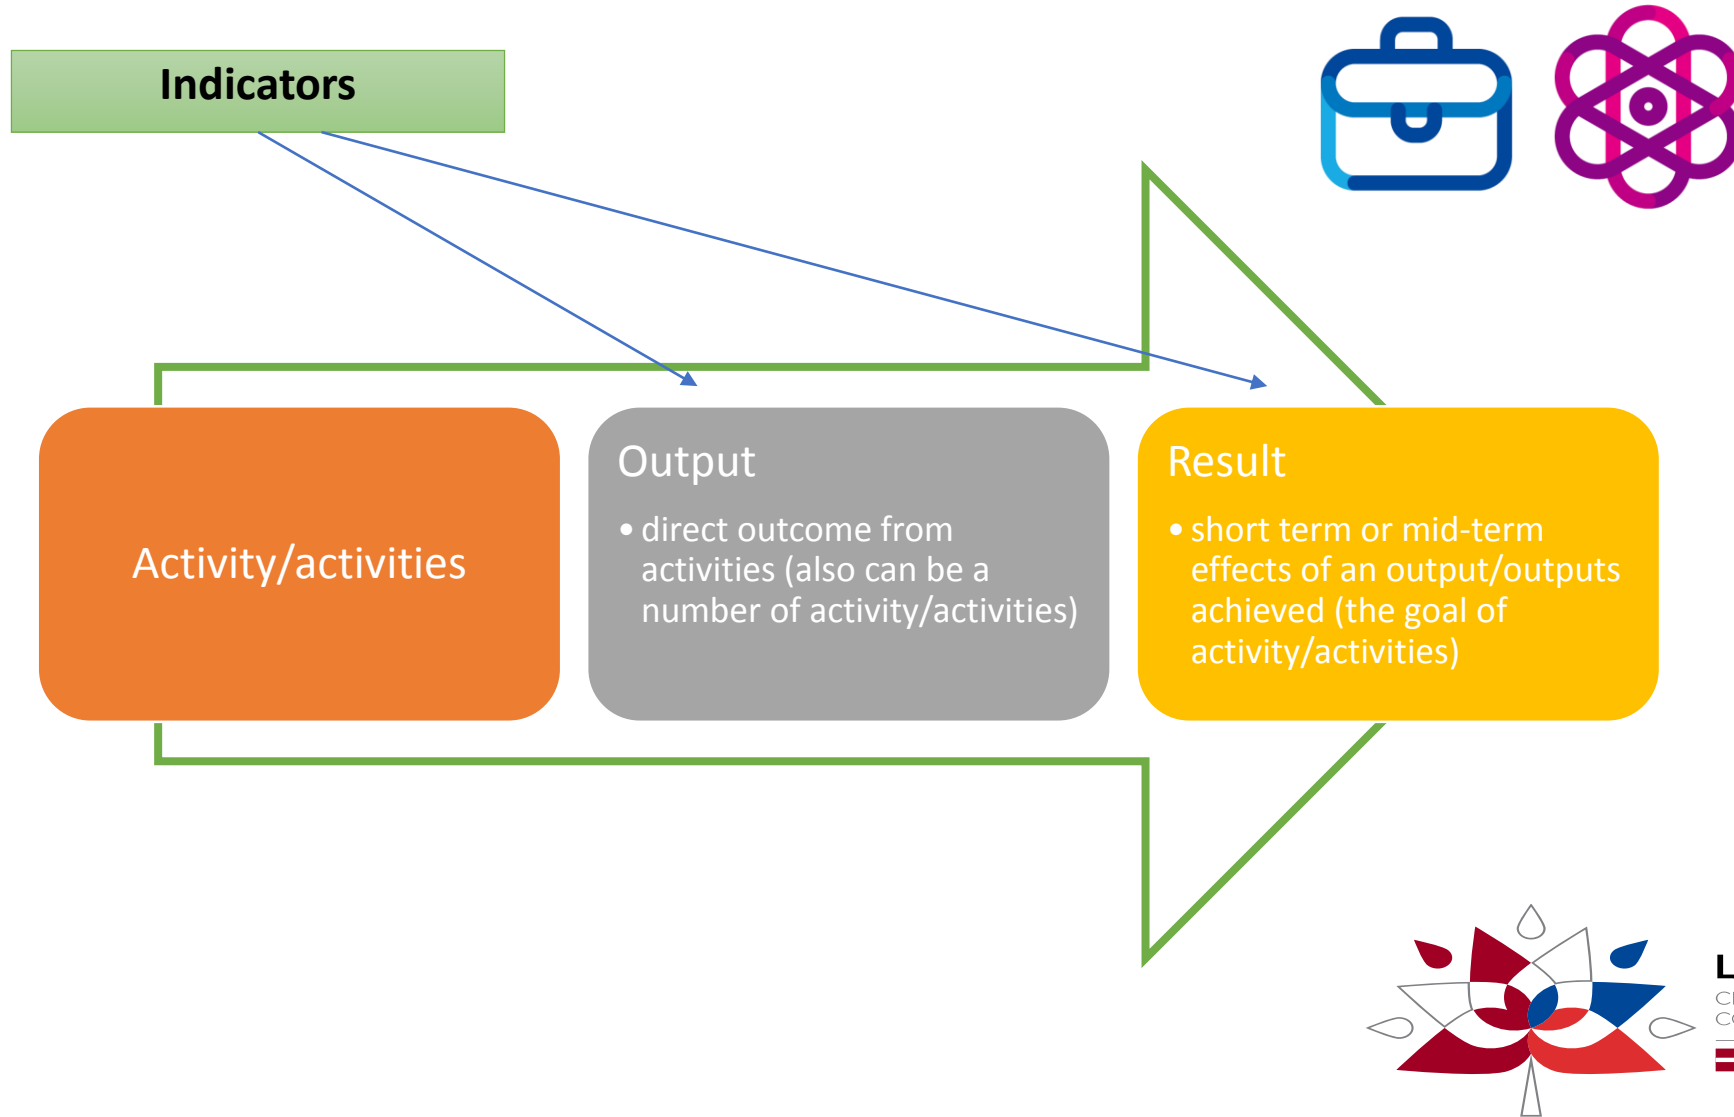 Indicators
Activity/activities
Output
• direct outcome from
activities (also can be a
number of activity/activities)
Result
• short term or mid-term
effects of an output/outputs
achieved (the goal of
activity/activities)